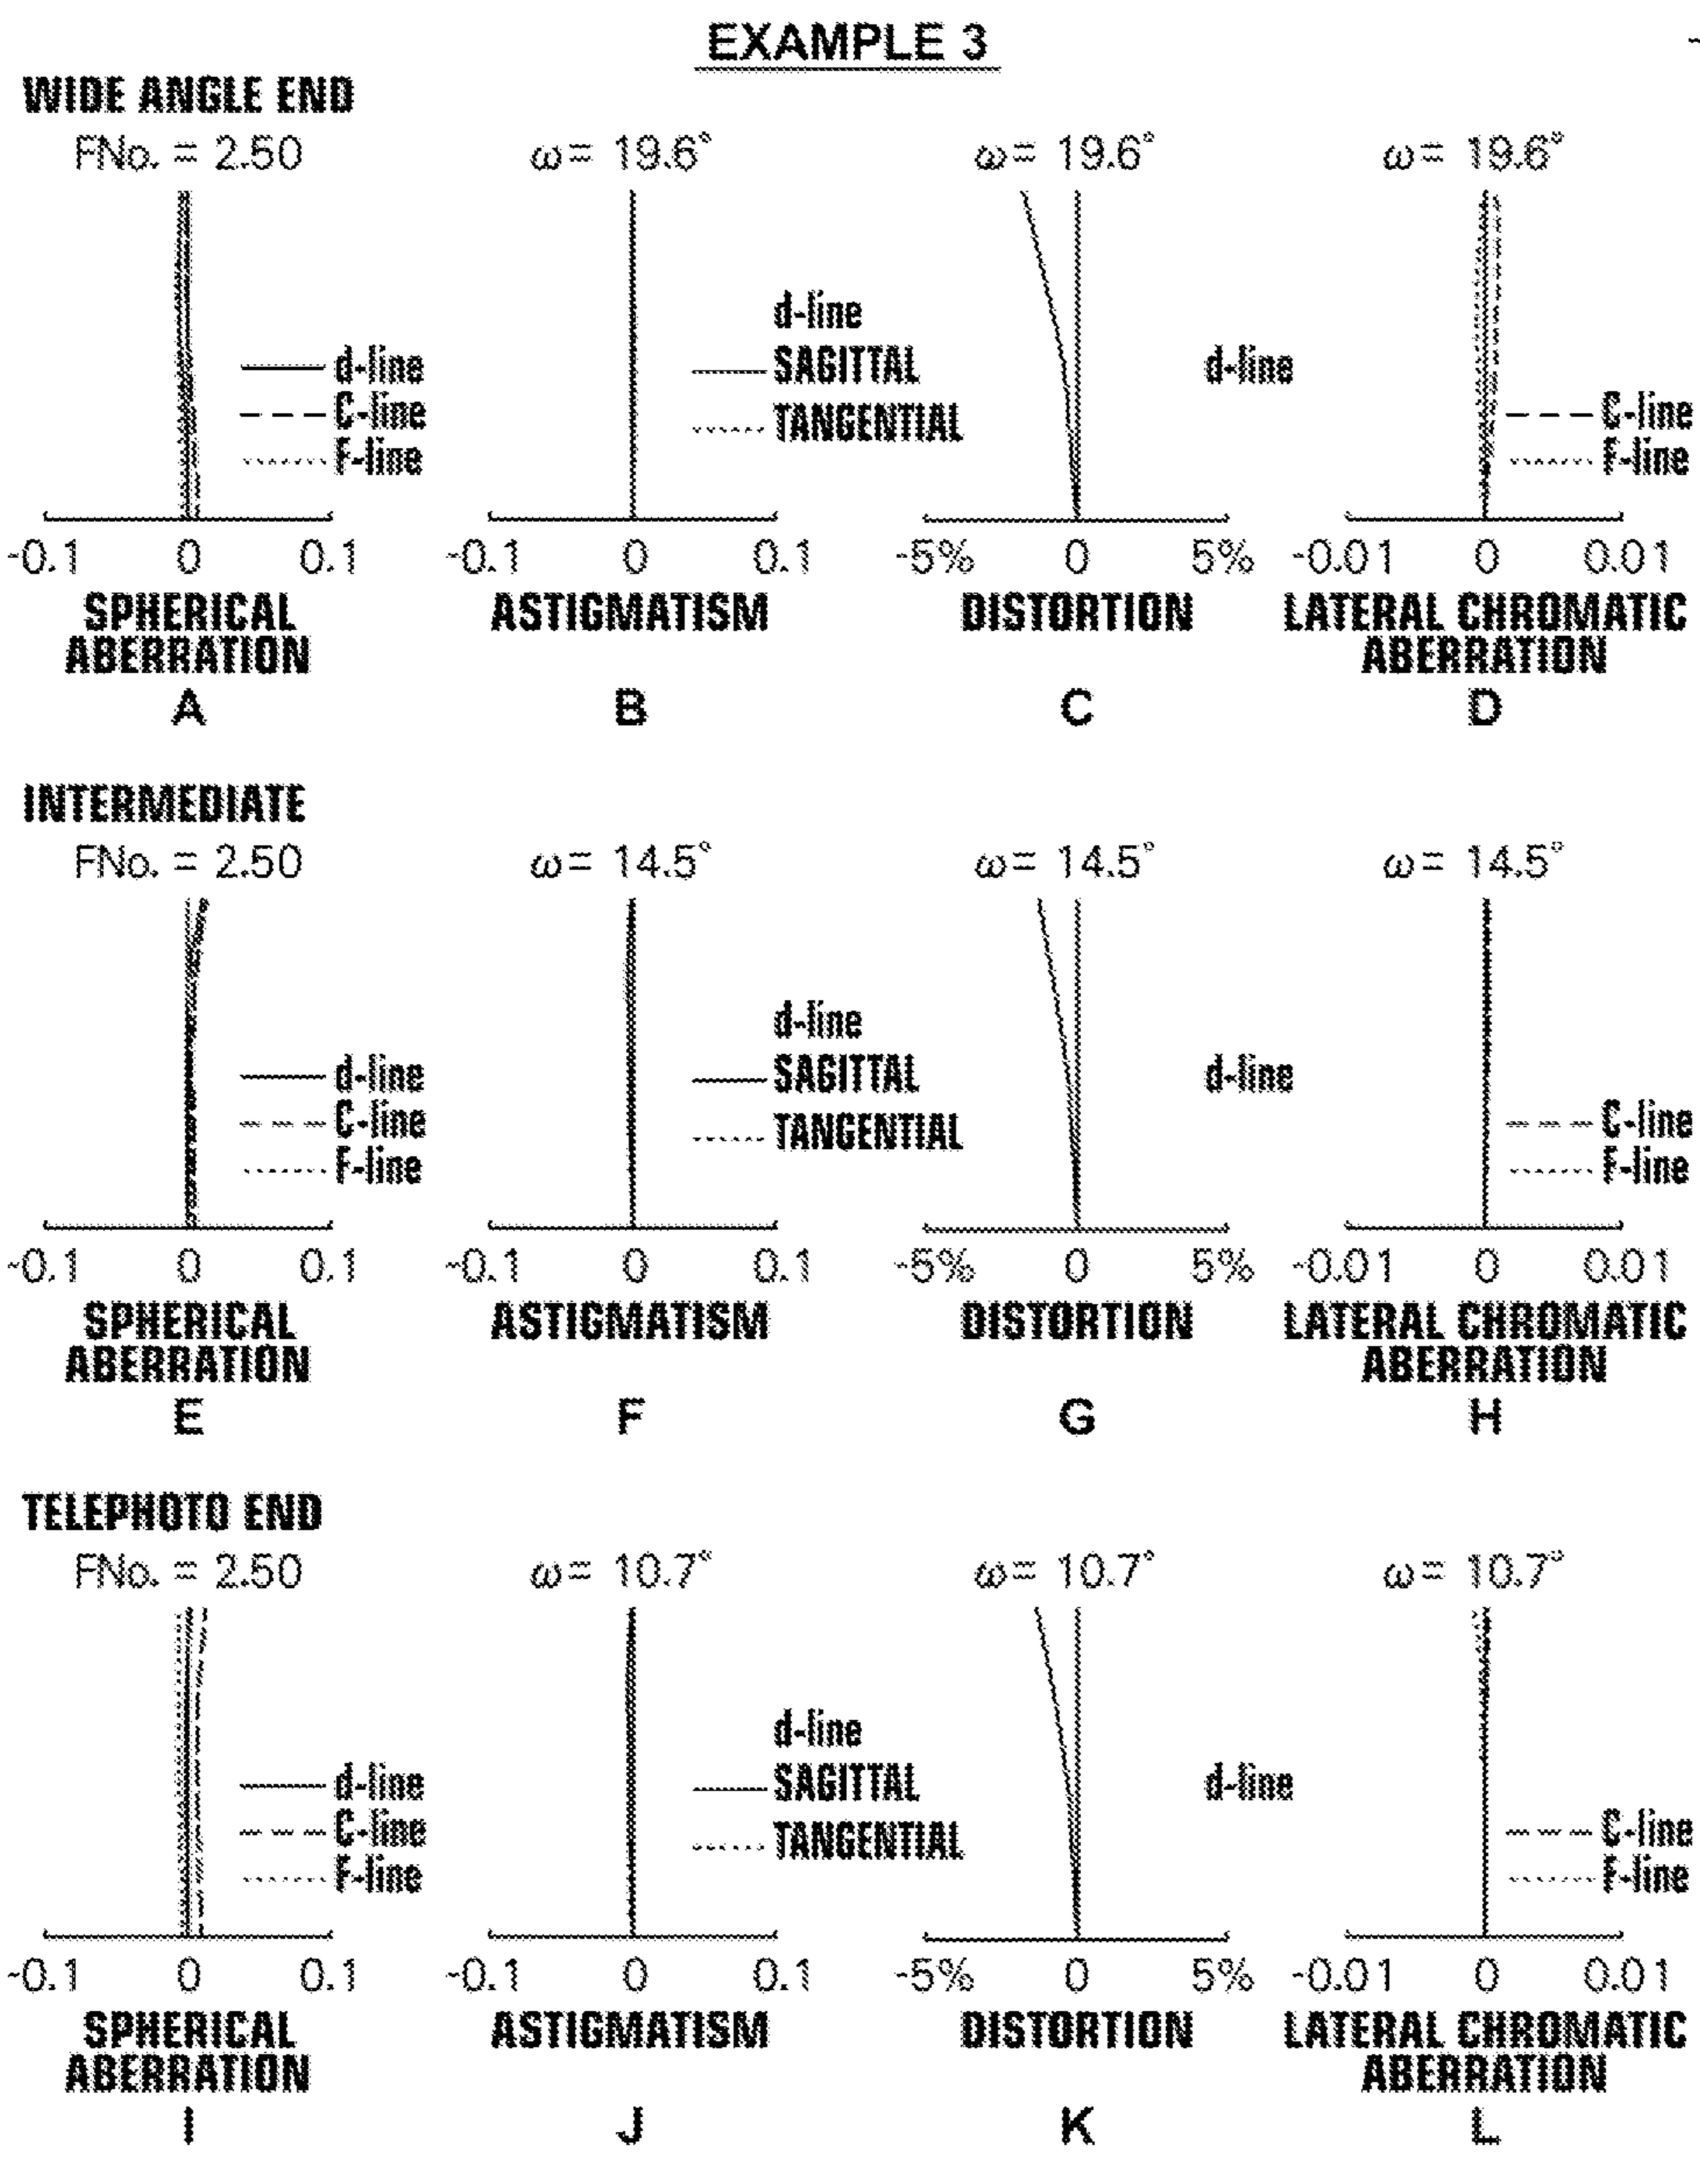 EXAMPLE 3
WIDE ANGLE END
FNo. = 2.50
ω= 19.6°
ω= 19.6°
ω= 19.6°
d-line
C-line
F-line
d-line
SAGITTAL
TANGENTIAL
d-line
C-line
F-line
-0.1 0 0.1
-0.1 0 0.1
-5% 0 5%
-0.01 0 0.01
SPHERICAL
ABERRATION
ASTIGMATISM
DISTORTION
LATERAL CHROMATIC
ABERRATION
A
B
C
D
INTERMEDIATE
FNo. = 2.50
ω= 14.5°
ω= 14.5°
ω= 14.5°
d-line
C-line
F-line
d-line
SAGITTAL
TANGENTIAL
d-line
C-line
F-line
-0.1 0 0.1
-0.1 0 0.1
-5% 0 5%
-0.01 0 0.01
SPHERICAL
ABERRATION
ASTIGMATISM
DISTORTION
LATERAL CHROMATIC
ABERRATION
E
F
G
H
TELEPHOTO END
FNo. = 2.50
ω= 10.7°
ω= 10.7°
ω= 10.7°
d-line
C-line
F-line
d-line
SAGITTAL
TANGENTIAL
d-line
C-line
F-line
-0.1 0 0.1
-0.1 0 0.1
-5% 0 5%
-0.01 0 0.01
SPHERICAL
ABERRATION
ASTIGMATISM
DISTORTION
LATERAL CHROMATIC
ABERRATION
I
J
K
L